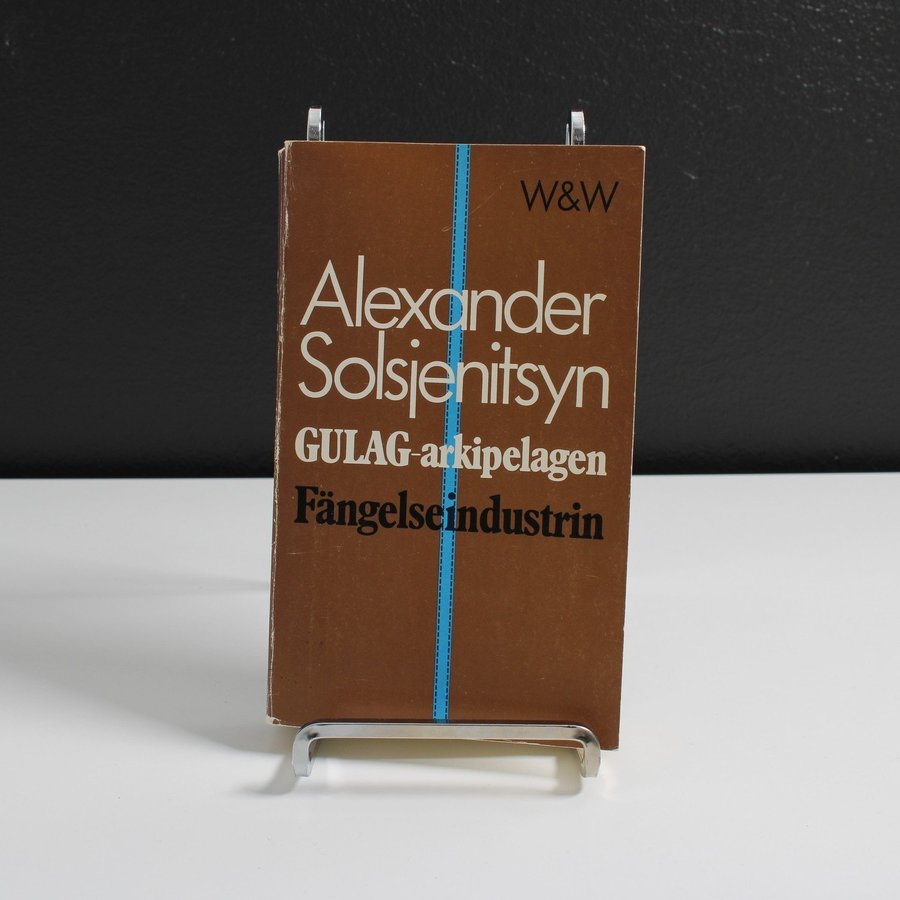 W&W
Alexander
Solsjenitsyn
GULAG-arkipelagen
Fängelseindustrin